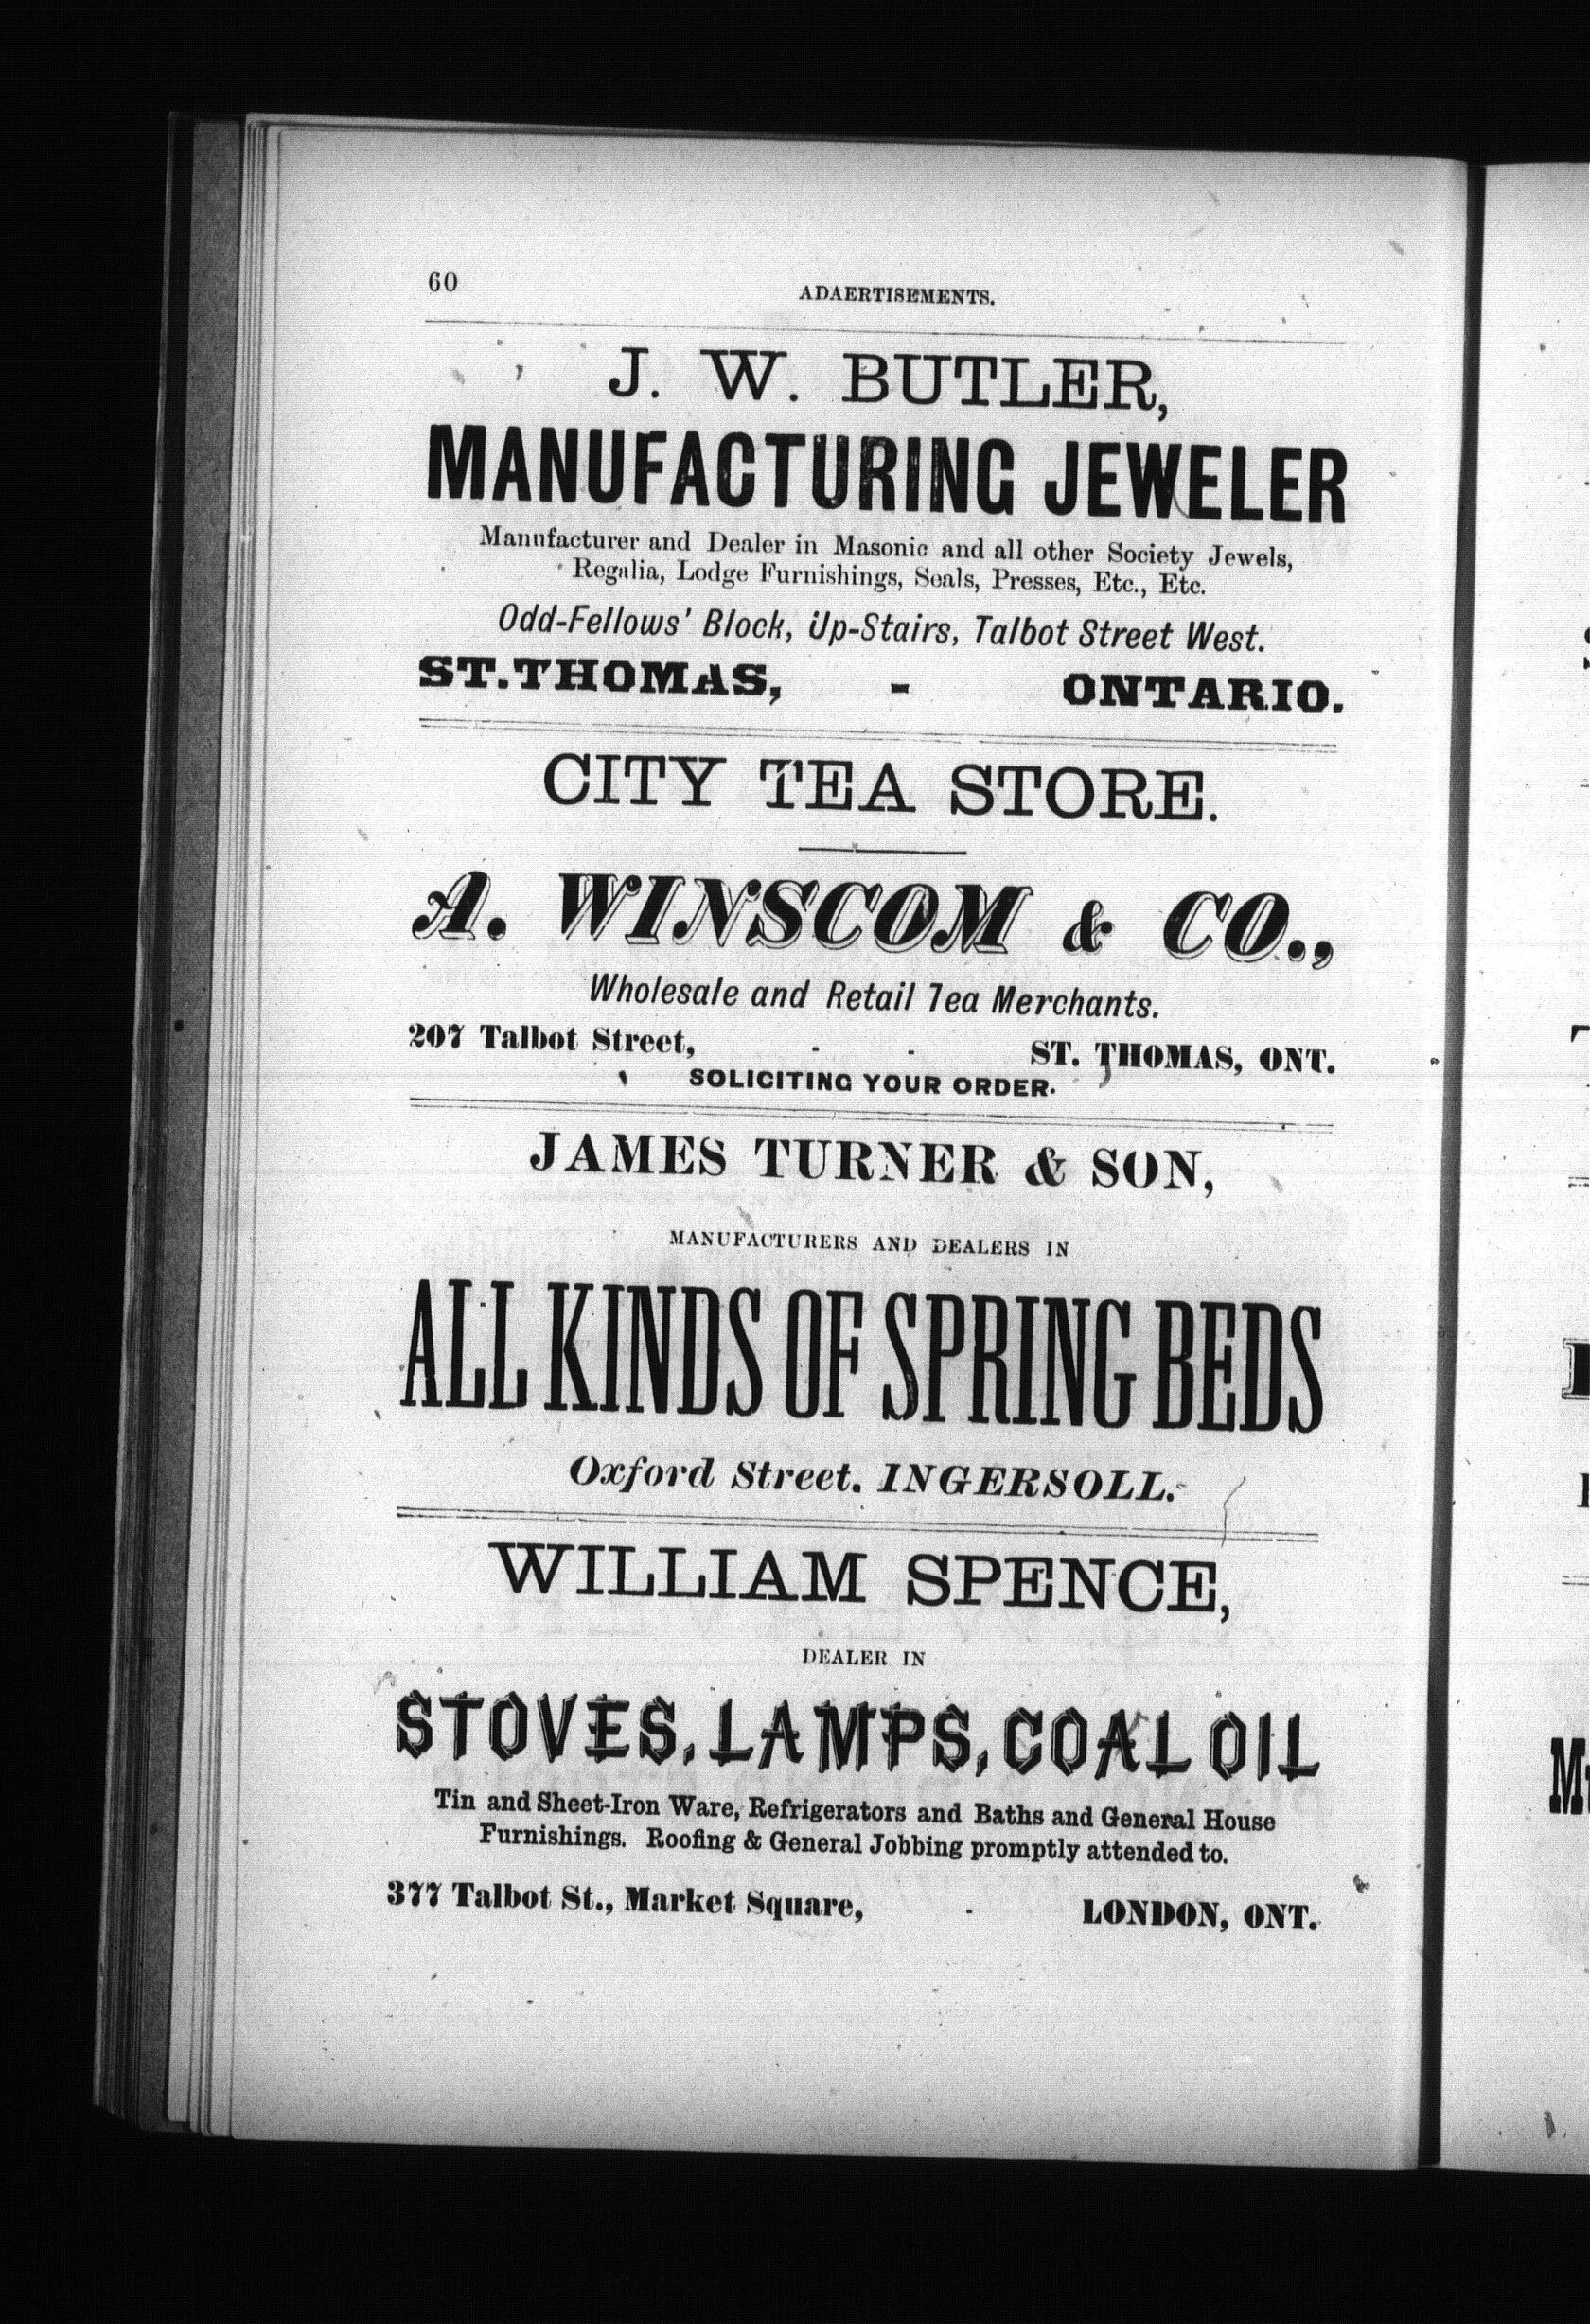 60
ADAERTISEMENTS.
J. W. BUTLER,
MANUFACTURING JEWELER
Manufacturer and Dealer in Masonic and all other Society Jewels,
Regalia, Lodge Furnishings, Seals, Presses, Etc., Etc.
Odd-Fellows' Block, Up-Stairs, Talbot Street West.
ST. THOMAS, - ONTARIO.
CITY TEA STORE.
A. WINSCOM & CO.,
Wholesale and Retail Tea Merchants.
207 Talbot Street, - - ST. THOMAS, ONT.
SOLICITING YOUR ORDER.
JAMES TURNER & SON,
MANUFACTURERS AND DEALERS IN
ALL KINDS OF SPRING BEDS
Oxford Street. INGERSOLL.
WILLIAM SPENCE,
DEALER IN
STOVES, LAMPS, COAL OIL
Tin and Sheet-Iron Ware, Refrigerators and Baths and General House
Furnishings. Roofing & General Jobbing promptly attended to.
377 Talbot St., Market Square, - LONDON, ONT.